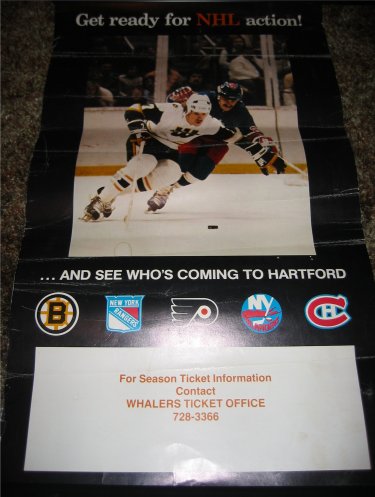 Get ready for NHL action!
... AND SEE WHO'S COMING TO HARTFORD
B
NEW YORK
RANGERS
NY
CH
For Season Ticket Information
Contact
WHALERS TICKET OFFICE
728-3366